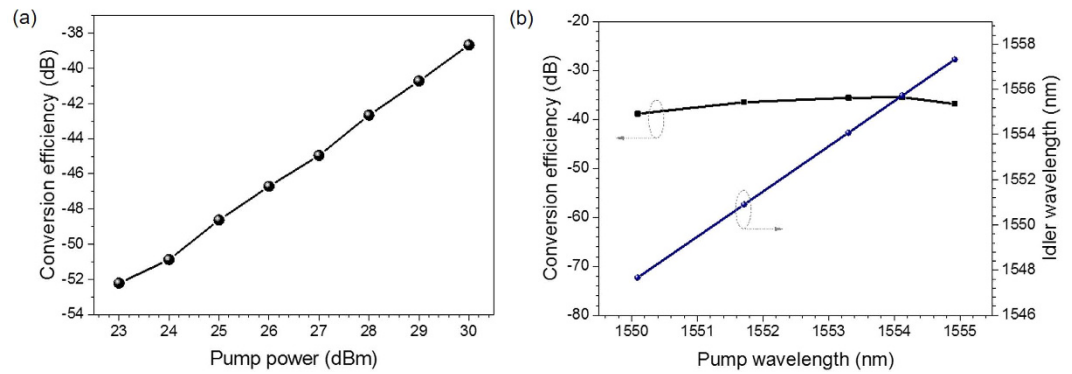 (a)
Conversion efficiency (dB)
-38
-40
-42
-44
-46
-48
-50
-52
-54
23 24 25 26 27 28 29 30
Pump power (dBm)
(b)
Conversion efficiency (dB)
-20
-30
-40
-50
-60
-70
-80
1550 1551 1552 1553 1554 1555
Pump wavelength (nm)
1558
1556
1554
1552
1550
1548
1546
Idler wavelength (nm)